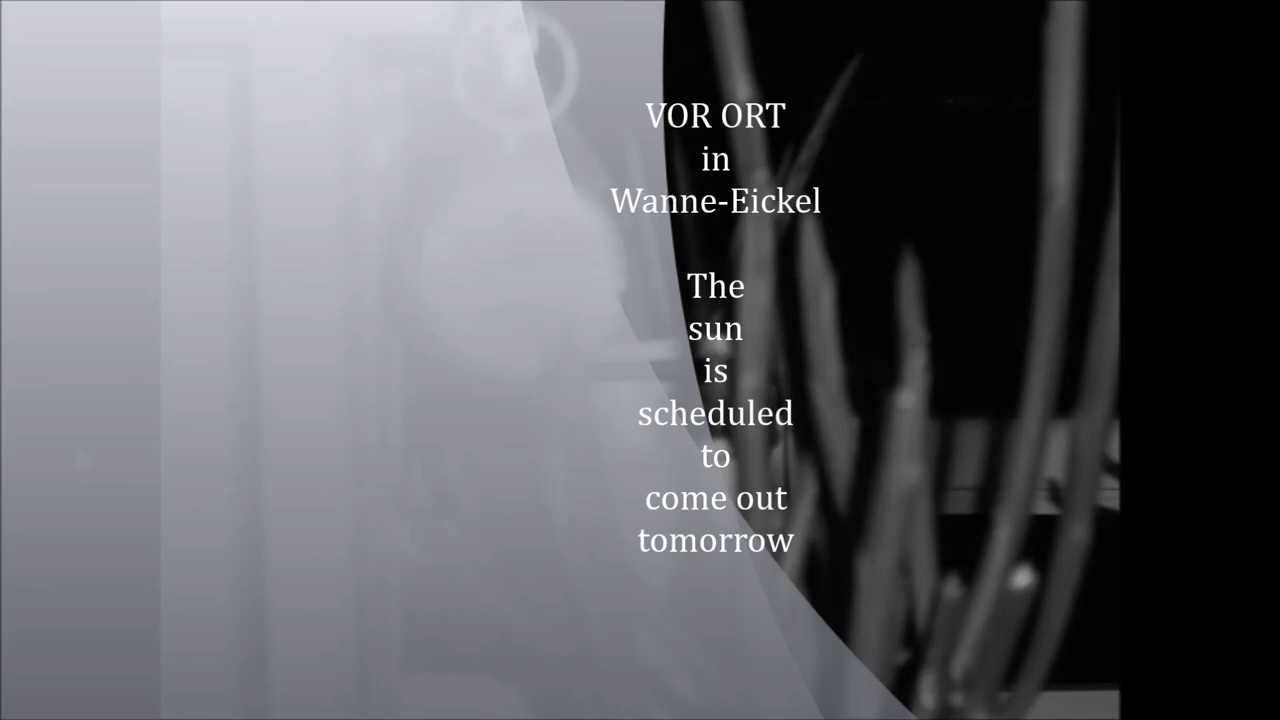 VOR ORT
in
Wanne-Eickel
The
sun
is
scheduled
to
come out
tomorrow